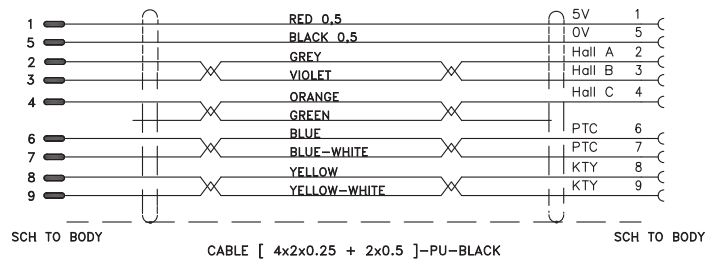 1 RED 0,5 5V 1
5 BLACK 0,5 0V 5
2 GREY Hall A 2
3 VIOLET Hall B 3
4 ORANGE Hall C 4
GREEN
6 BLUE PTC 6
7 BLUE-WHITE PTC 7
8 YELLOW KTY 8
9 YELLOW-WHITE KTY 9
SCH TO BODY SCH TO BODY
CABLE [ 4x2x0.25 + 2x0.5 ]-PU-BLACK